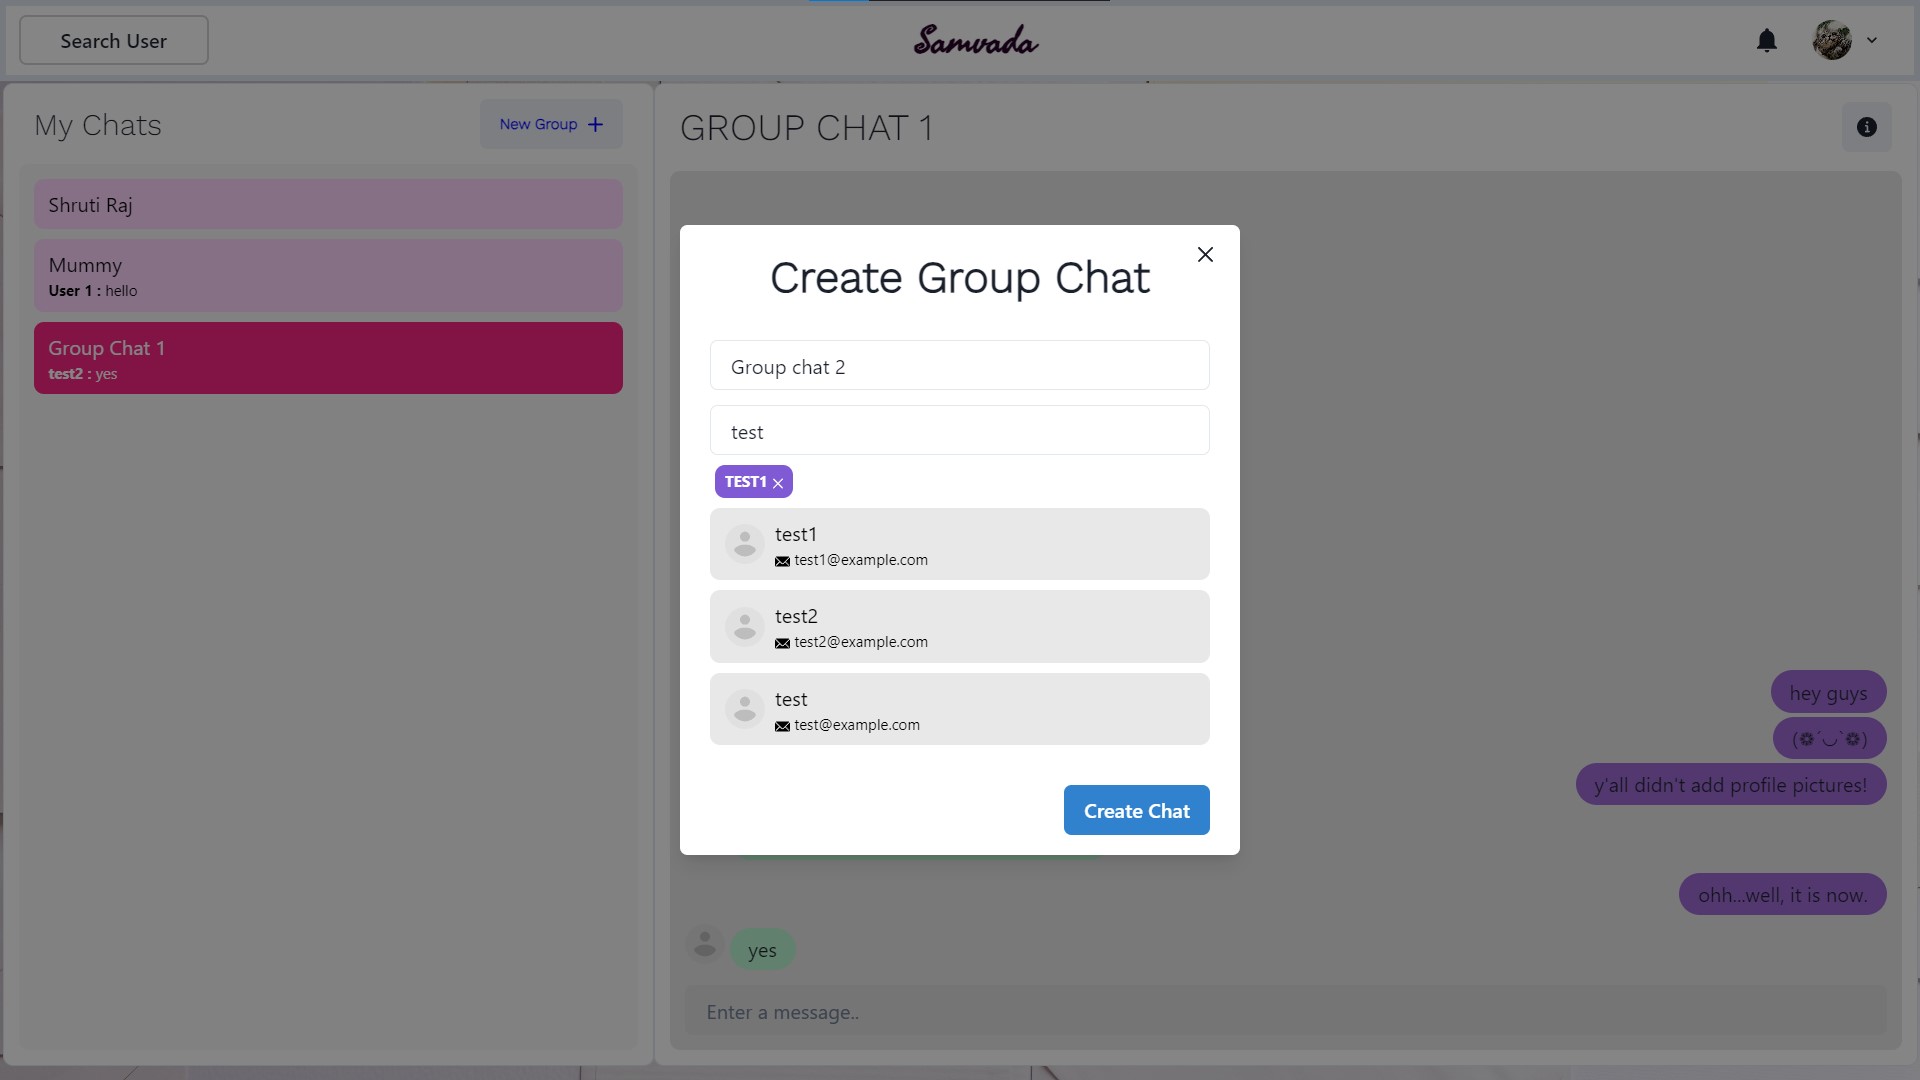 Search User
Samvada
My Chats
New Group
GROUP CHAT 1
Shruti Raj
Mummy
User 1 : hello
Group Chat 1
test2 : yes
Create Group Chat
Group chat 2
test
TEST1
test1
test1@example.com
test2
test2@example.com
test
test@example.com
Create Chat
hey guys
(❁´◡`❁)
y'all didn't add profile pictures!
ohh...well, it is now.
yes
Enter a message..